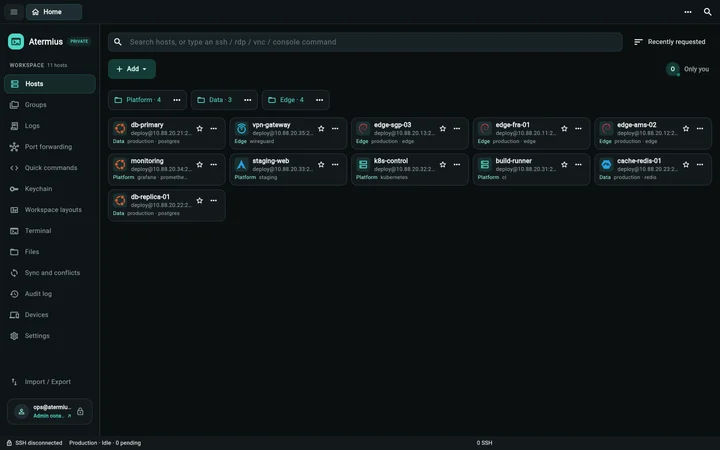 Home
Atermius PRIVATE
WORKSPACE 11 hosts
Hosts
Groups
Logs
Port forwarding
Quick commands
Keychain
Workspace layouts
Terminal
Files
Sync and conflicts
Audit log
Devices
Settings
Import / Export
ops@atermiu...
Admin cona...
Search hosts, or type an ssh / rdp / vnc / console command
Recently requested
Add
0 Only you
Platform · 4
Data · 3
Edge · 4
db-primary
deploy@10.88.20.21:2...
Data production · postgres
vpn-gateway
deploy@10.88.20.35:2...
Edge wireguard
edge-sgp-03
deploy@10.88.20.13:2...
Edge production · edge
edge-fra-01
deploy@10.88.20.11:2...
Edge production · edge
edge-ams-02
deploy@10.88.20.12:2...
Edge production · edge
monitoring
deploy@10.88.20.34:2...
Platform grafana · promethe...
staging-web
deploy@10.88.20.33:2...
Platform staging
k8s-control
deploy@10.88.20.32:2...
Platform kubernetes
build-runner
deploy@10.88.20.31:2...
Platform ci
cache-redis-01
deploy@10.88.20.23:2...
Data production · redis
db-replica-01
deploy@10.88.20.22:2...
Data production · postgres
SSH disconnected Production · Idle · 0 pending
0 SSH